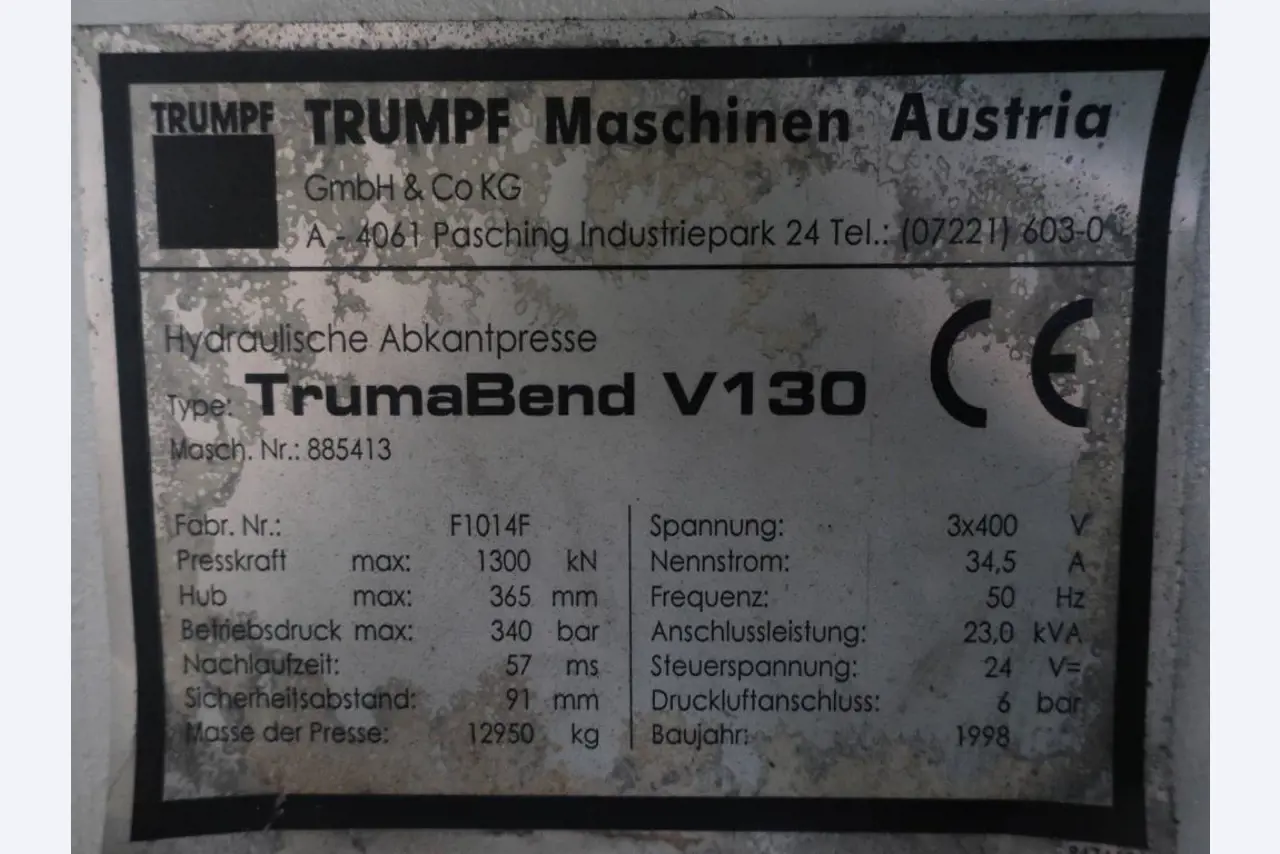 TRUMPF
TRUMPF Maschinen Austria
GmbH & Co KG
A - 4061 Pasching Industriepark 24 Tel.: (07221) 603-0
Hydraulische Abkantpresse
Type: TrumaBend V130
CE
Masch. Nr.: 885413
Fabr. Nr.: F1014F
Presskraft max: 1300 kN
Hub max: 365 mm
Betriebsdruck max: 340 bar
Nachlaufzeit: 57 ms
Sicherheitsabstand: 91 mm
Masse der Presse: 12950 kg
Spannung: 3x400 V
Nennstrom: 34,5 A
Frequenz: 50 Hz
Anschlussleistung: 23,0 kVA
Steuerspannung: 24 V=
Druckluftanschluss: 6 bar
Baujahr: 1998